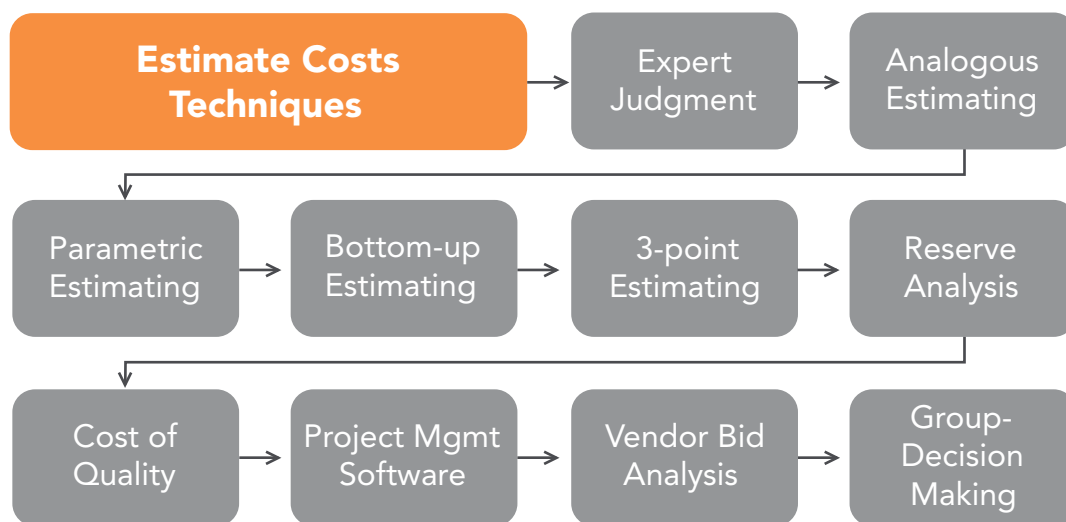 Estimate Costs
Techniques
Expert
Judgment
Analogous
Estimating
Parametric
Estimating
Bottom-up
Estimating
3-point
Estimating
Reserve
Analysis
Cost of
Quality
Project Mgmt
Software
Vendor Bid
Analysis
Group-
Decision
Making